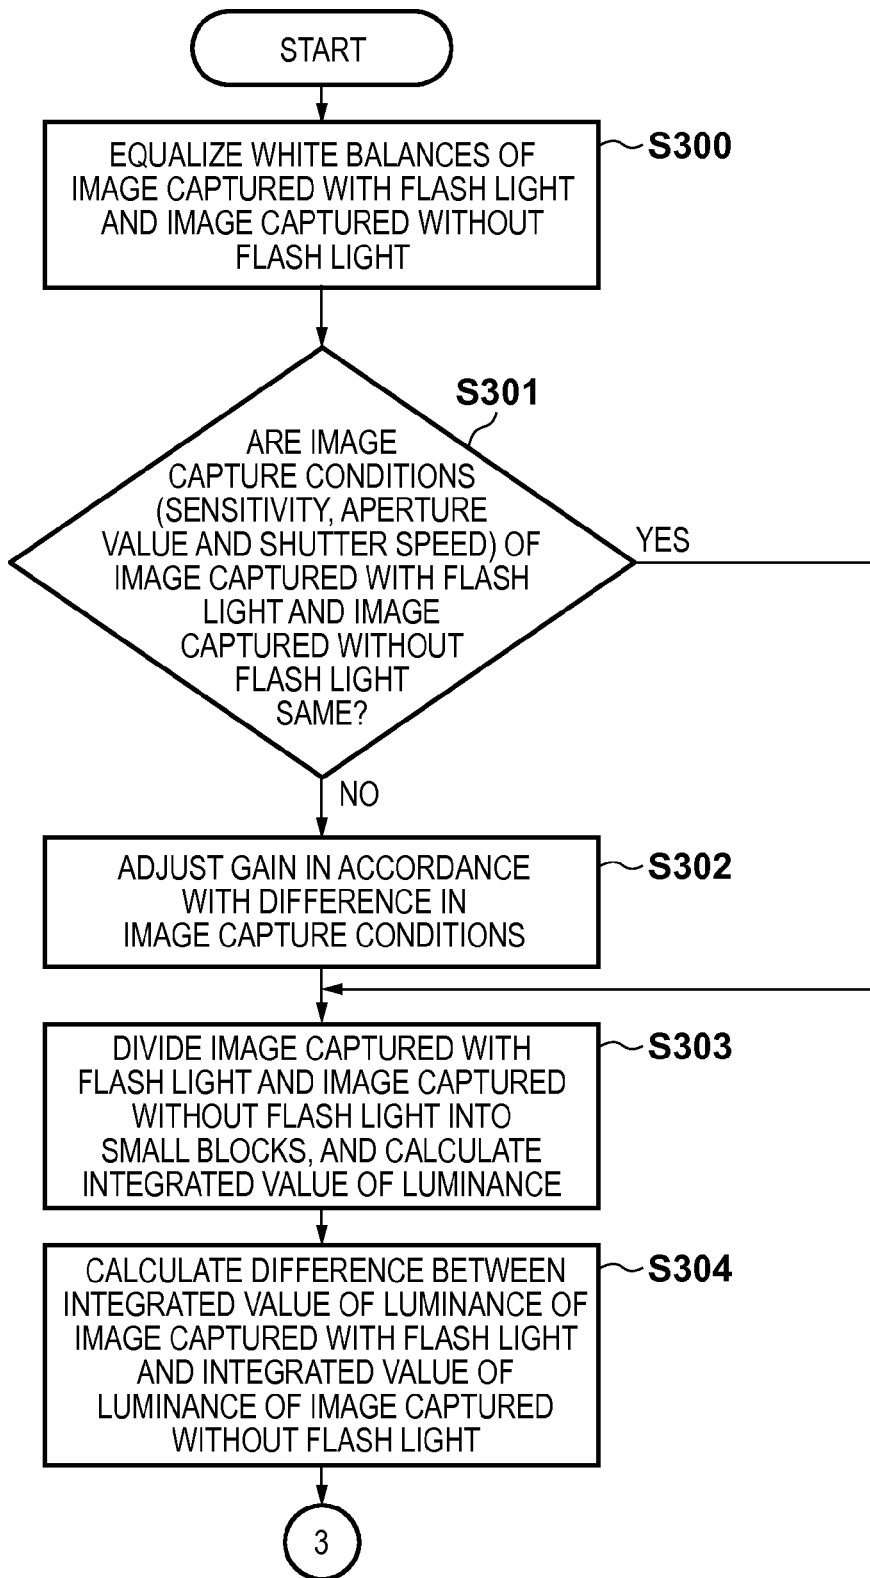 START
EQUALIZE WHITE BALANCES OF
IMAGE CAPTURED WITH FLASH LIGHT
AND IMAGE CAPTURED WITHOUT
FLASH LIGHT
S300
S301
ARE IMAGE
CAPTURE CONDITIONS
(SENSITIVITY, APERTURE
VALUE AND SHUTTER SPEED) OF
IMAGE CAPTURED WITH FLASH
LIGHT AND IMAGE
CAPTURED WITHOUT
FLASH LIGHT
SAME?
YES
NO
ADJUST GAIN IN ACCORDANCE
WITH DIFFERENCE IN
IMAGE CAPTURE CONDITIONS
S302
DIVIDE IMAGE CAPTURED WITH
FLASH LIGHT AND IMAGE CAPTURED
WITHOUT FLASH LIGHT INTO
SMALL BLOCKS, AND CALCULATE
INTEGRATED VALUE OF LUMINANCE
S303
CALCULATE DIFFERENCE BETWEEN
INTEGRATED VALUE OF LUMINANCE OF
IMAGE CAPTURED WITH FLASH LIGHT
AND INTEGRATED VALUE OF
LUMINANCE OF IMAGE CAPTURED
WITHOUT FLASH LIGHT
S304
3